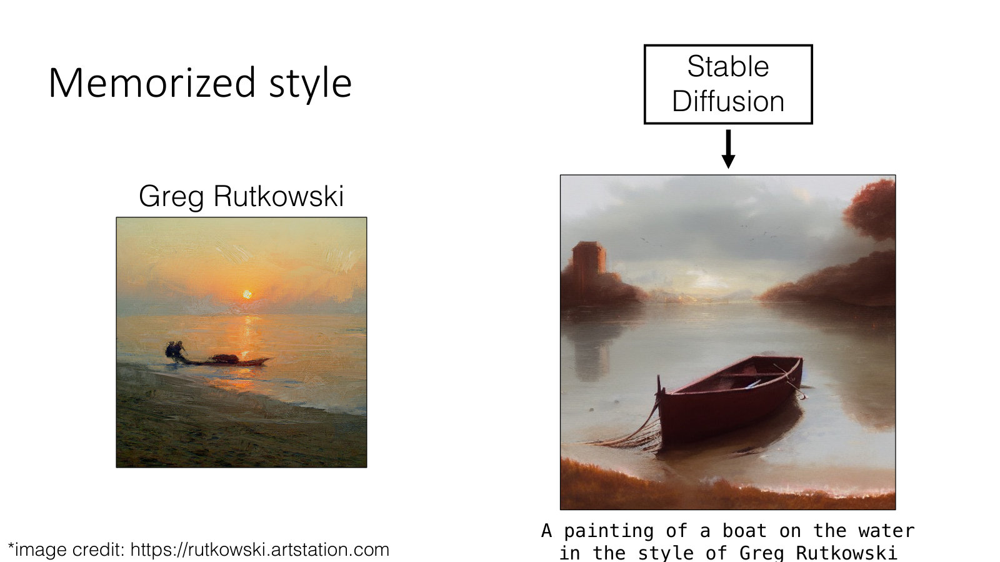 Memorized style
Stable
Diffusion
Greg Rutkowski
A painting of a boat on the water
in the style of Greg Rutkowski
*image credit: https://rutkowski.artstation.com